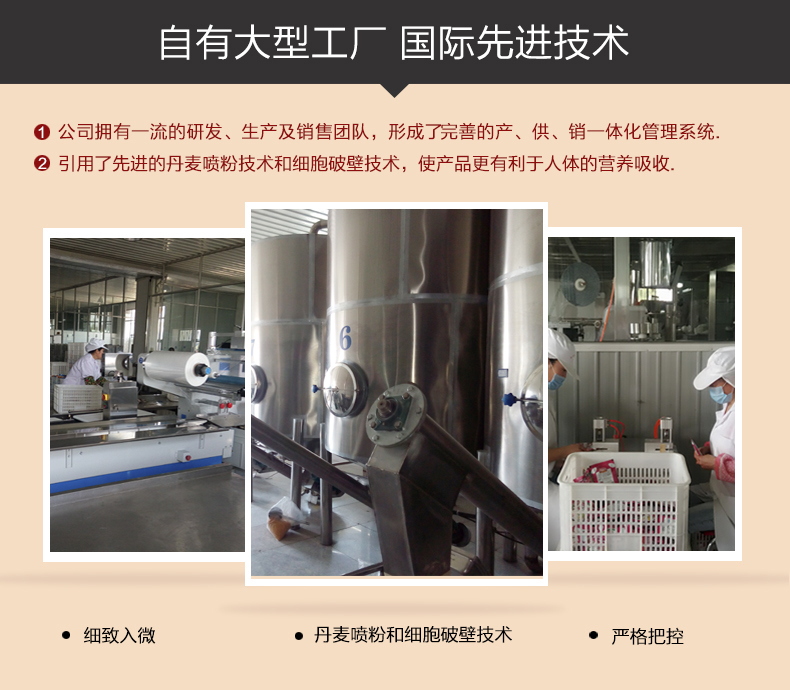 自有大型工厂 国际先进技术
1 公司拥有一流的研发、生产及销售团队，形成了完善的产、供、销一体化管理系统.
2 引用了先进的丹麦喷粉技术和细胞破壁技术，使产品更有利于人体的营养吸收.
7 6
• 细致入微 • 丹麦喷粉和细胞破壁技术 • 严格把控